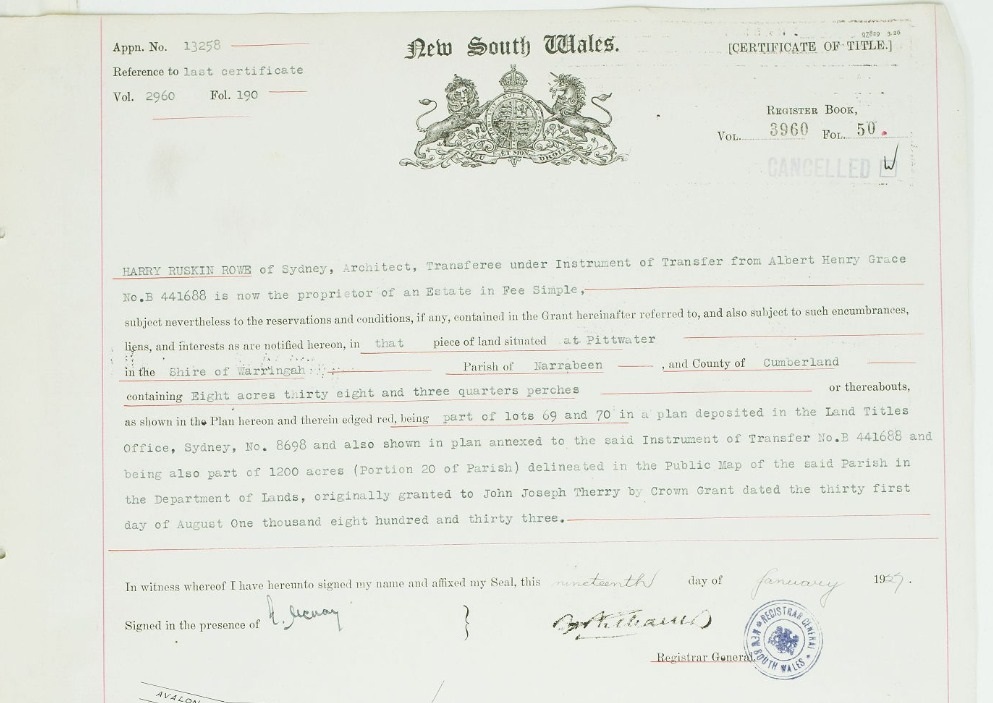 Appn. No. 13258
Reference to last certificate
Vol. 2960 Fol. 190
New South Wales.
[CERTIFICATE OF TITLE.]
REGISTER BOOK,
VOL. 3960 FOL. 50.
CANCELLED
HARRY RUSKIN ROWE of Sydney, Architect, Transferee under Instrument of Transfer from Albert Henry Grace
No.B 441688 is now the proprietor of an Estate in Fee Simple,
subject nevertheless to the reservations and conditions, if any, contained in the Grant hereinafter referred to, and also subject to such encumbrances,
liens, and interests as are notified hereon, in that piece of land situated at Pittwater
in the Shire of Warringah Parish of Narrabeen , and County of Cumberland
containing Eight acres thirty eight and three quarters perches or thereabouts,
as shown in the Plan hereon and therein edged red, being part of lots 69 and 70 in a plan deposited in the Land Titles
Office, Sydney, No. 8698 and also shown in plan annexed to the said Instrument of Transfer No.B 441688 and
being also part of 1200 acres (Portion 20 of Parish) delineated in the Public Map of the said Parish in
the Department of Lands, originally granted to John Joseph Therry by Crown Grant dated the thirty first
day of August One thousand eight hundred and thirty three.
In witness whereof I have hereunto signed my name and affixed my Seal, this nineteenth day of January 1927.
Signed in the presence of
Registrar General.
REGISTRAR GENERAL NEW SOUTH WALES
AVALON